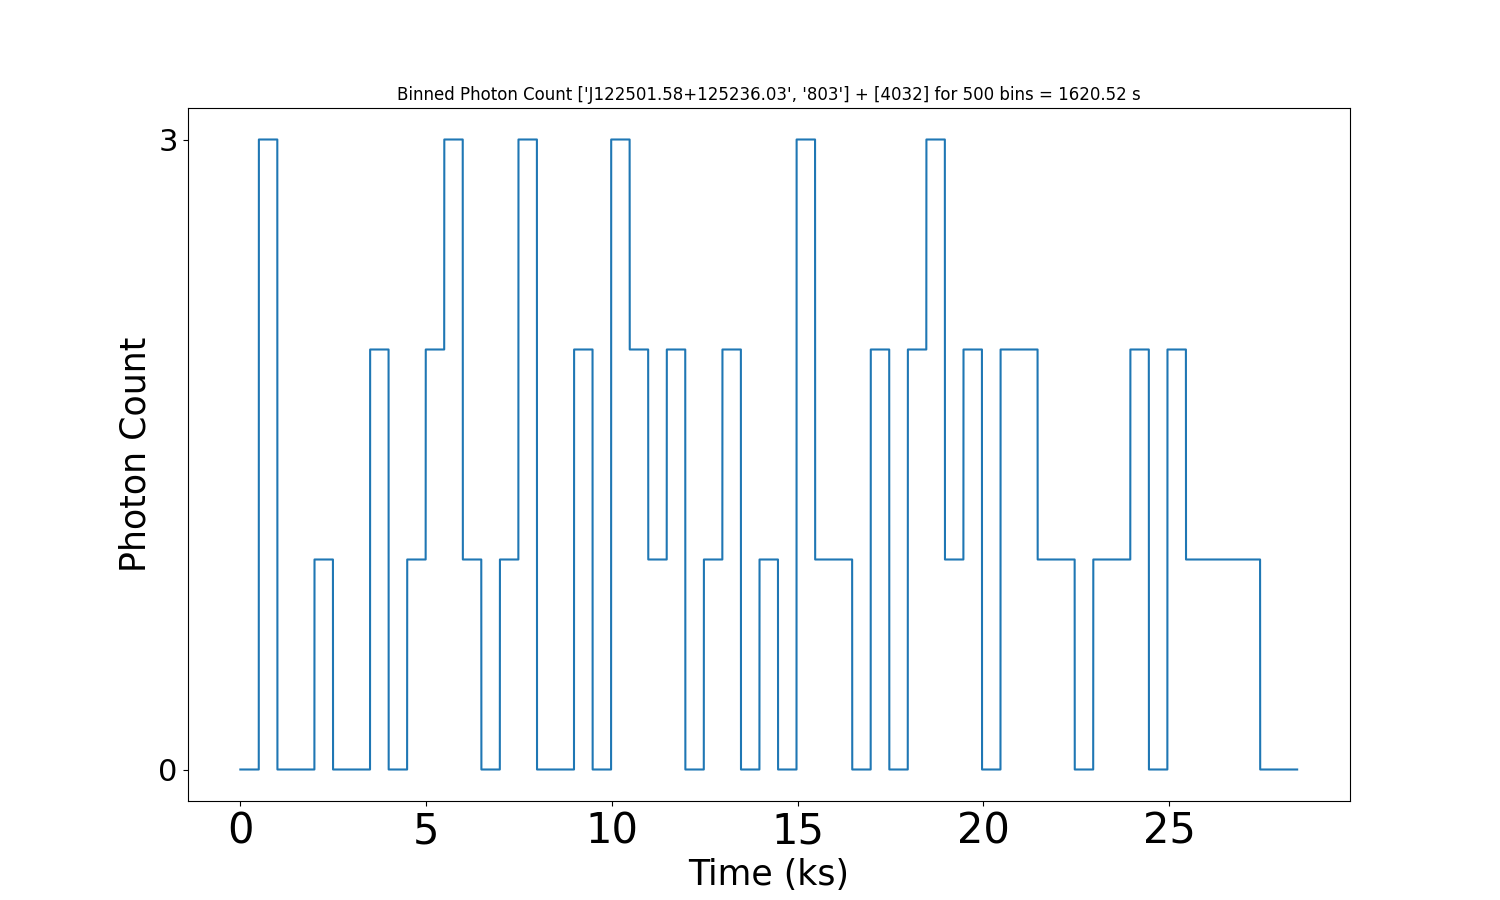 Binned Photon Count ['J122501.58+125236.03', '803'] + [4032] for 500 bins = 1620.52 s
3
Photon Count
0
0 5 10 15 20 25
Time (ks)